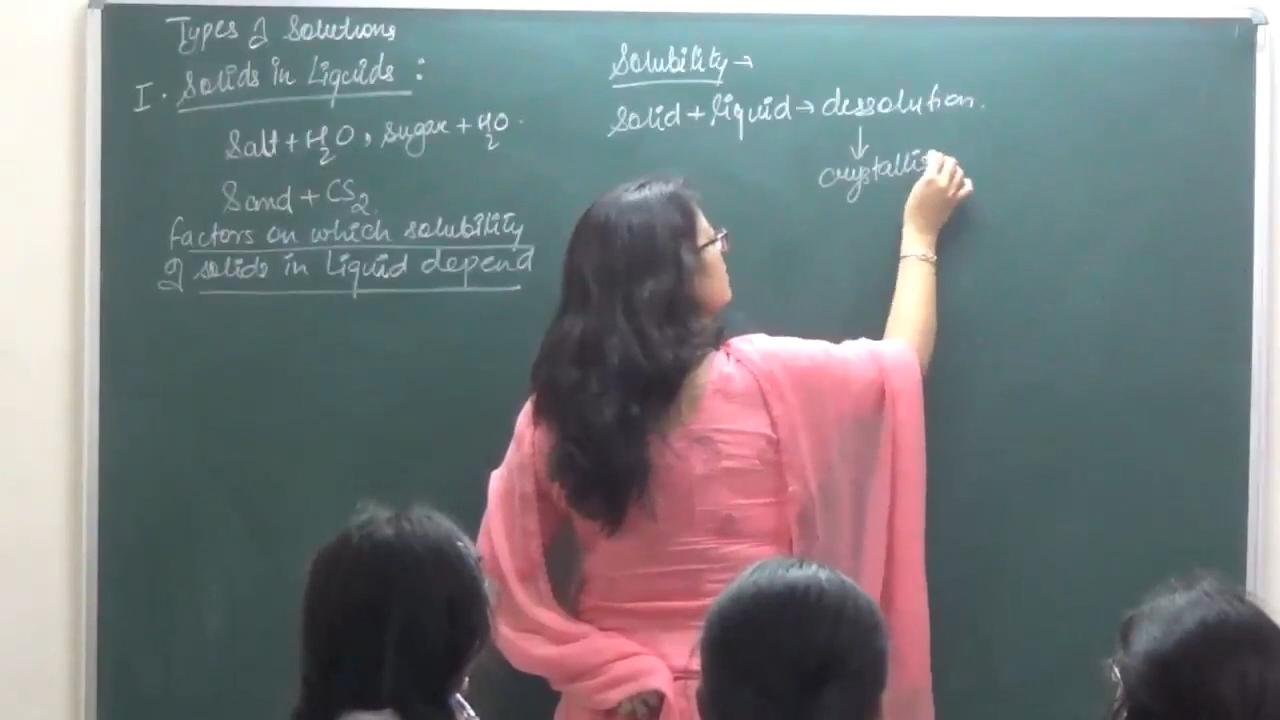 Types of Solutions
I. Solids in Liquids :
Salt + H2O, Sugar + H2O.
Sand + CS2.
factors on which solubility
of solids in Liquid depend
Solubility →
Solid + liquid → dessolution.
↓
crystallis